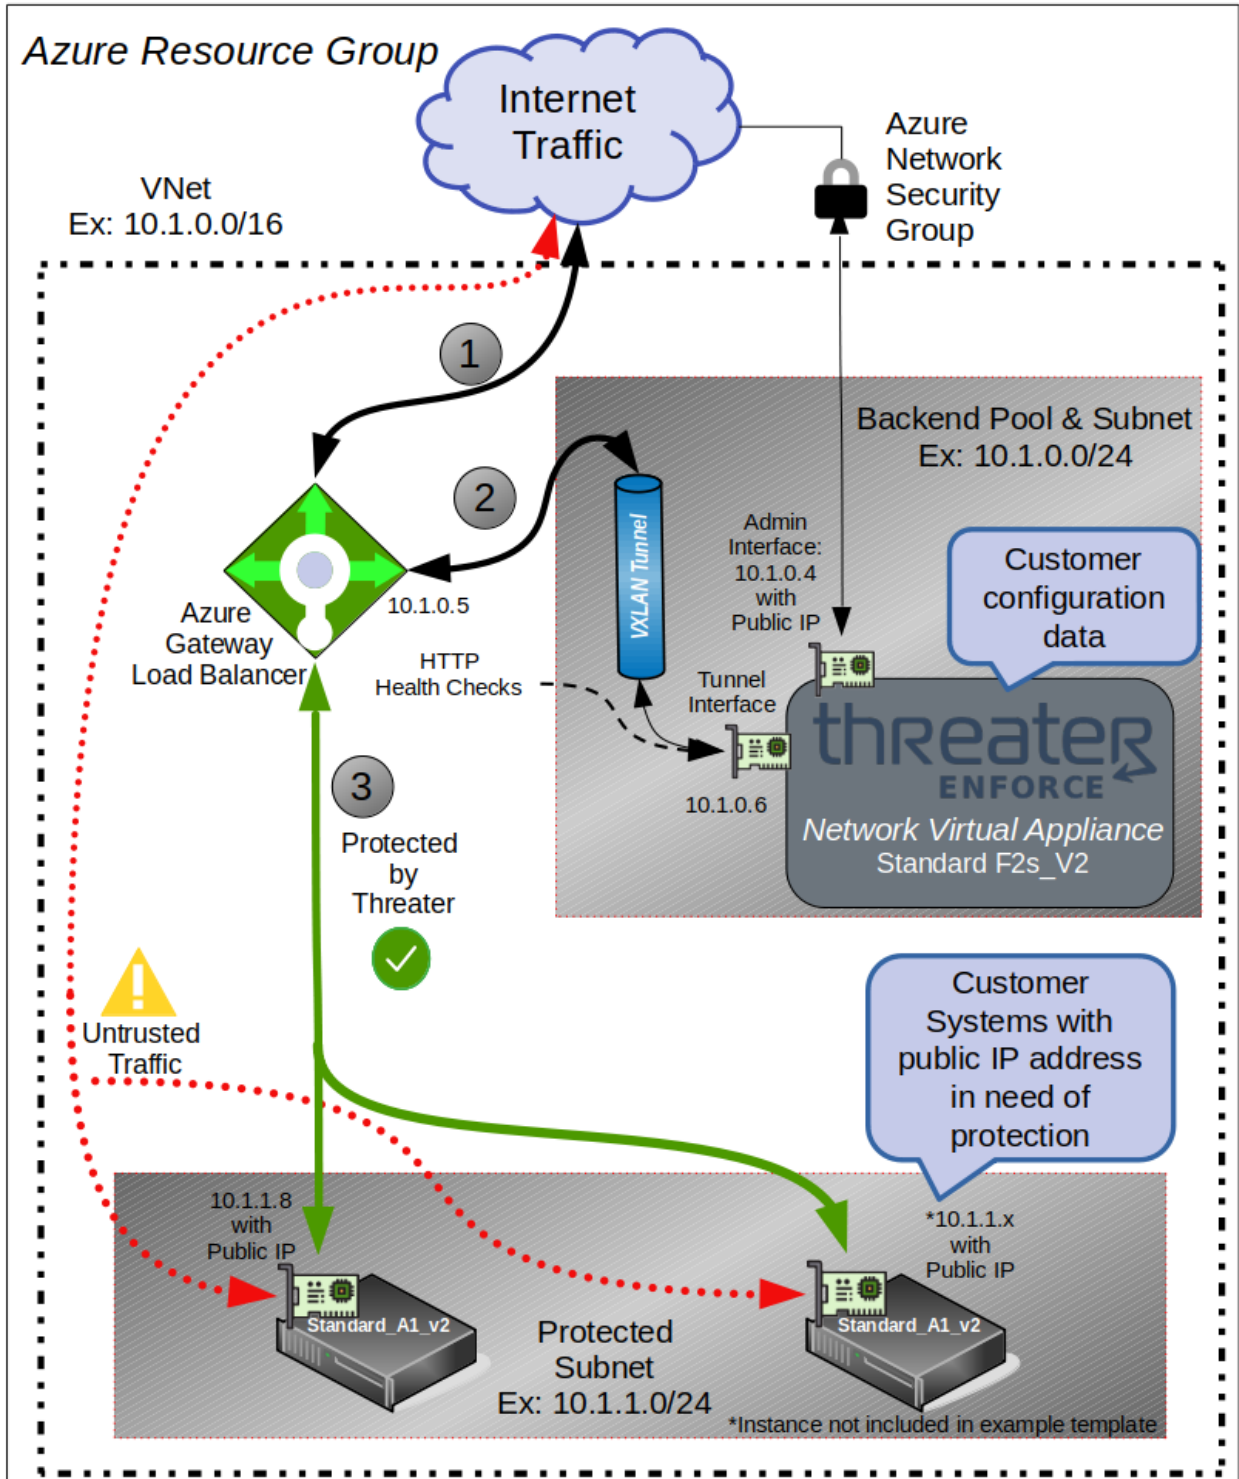 Azure Resource Group
Internet
Traffic
Azure
Network
Security
Group
VNet
Ex: 10.1.0.0/16
1
Backend Pool & Subnet
Ex: 10.1.0.0/24
2
VXLAN Tunnel
Admin
Interface:
10.1.0.4
with
Public IP
Customer
configuration
data
10.1.0.5
Azure
Gateway
Load Balancer
HTTP
Health Checks
Tunnel
Interface
10.1.0.6
threater
ENFORCE
Network Virtual Appliance
Standard F2s_V2
3
Protected
by
Threater
Untrusted
Traffic
Customer
Systems with
public IP address
in need of
protection
10.1.1.8
with
Public IP
*10.1.1.x
with
Public IP
Standard_A1_v2
Standard_A1_v2
Protected
Subnet
Ex: 10.1.1.0/24
*Instance not included in example template